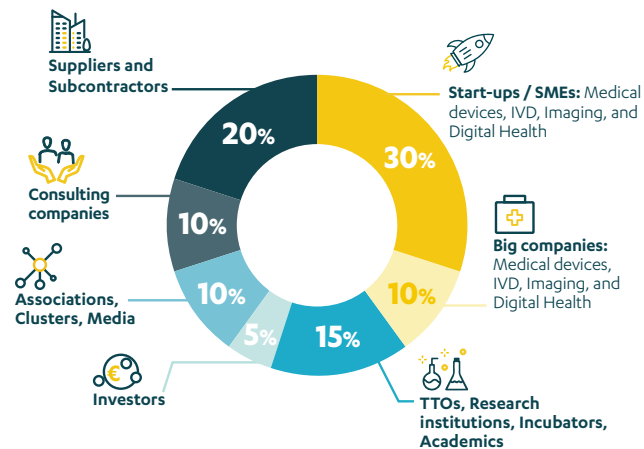 Suppliers and
Subcontractors
20%
Start-ups / SMEs: Medical
devices, IVD, Imaging, and
Digital Health
30%
Consulting
companies
10%
Big companies:
Medical devices,
IVD, Imaging, and
Digital Health
10%
Associations,
Clusters, Media
10%
€
Investors
5%
15%
TTOs, Research
institutions, Incubators,
Academics